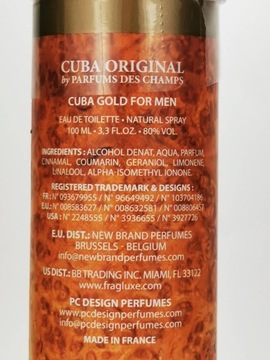 CUBA ORIGINAL
by PARFUMS DES CHAMPS
CUBA GOLD FOR MEN
EAU DE TOILETTE • NATURAL SPRAY
100 ML • 3,3 FL.OZ. • 80% VOL.
INGREDIENTS : ALCOHOL DENAT, AQUA, PARFUM,
CINNAMAL, COUMARIN, GERANIOL, LIMONENE,
LINALOOL, ALPHA-ISOMETHYL IONONE.
REGISTERED TRADEMARK & DESIGNS :
FR : N° 093679955 / N° 96649492 / N° 103704186
EU : N° 008583627 / N° 008632581 / N° 008806457
USA : N° 2248555 / N° 3936655 / N° 3927726
E.U. DIST.: NEW BRAND PERFUMES
BRUSSELS - BELGIUM
info@newbrandperfumes.com
US DIST.: BB TRADING INC. MIAMI, FL 33122
www.fragluxe.com
PC DESIGN PERFUMES
www.pcdesignperfumes.com
info@pcdesignperfumes.com
MADE IN FRANCE